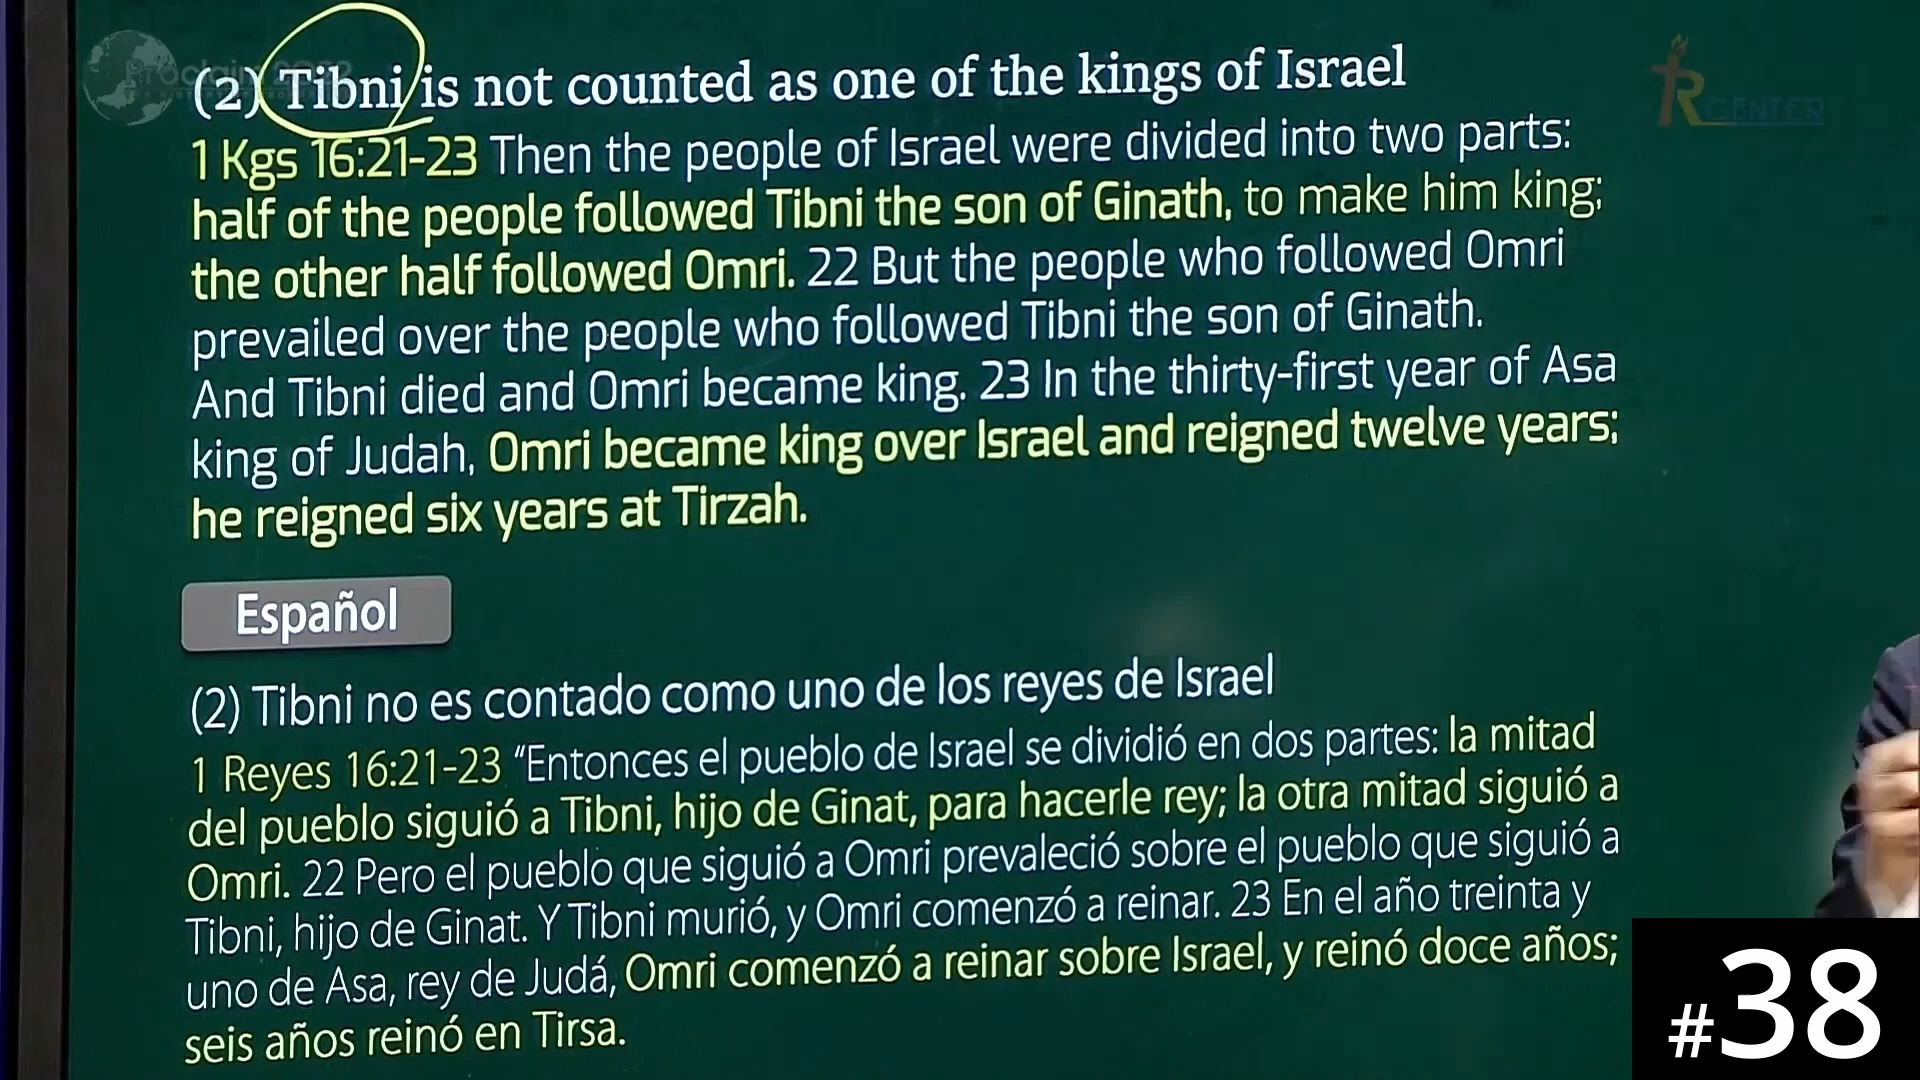 Proclaim 2022
RCENTER
(2) Tibni is not counted as one of the kings of Israel
1 Kgs 16:21-23 Then the people of Israel were divided into two parts:
half of the people followed Tibni the son of Ginath, to make him king;
the other half followed Omri. 22 But the people who followed Omri
prevailed over the people who followed Tibni the son of Ginath.
And Tibni died and Omri became king. 23 In the thirty-first year of Asa
king of Judah, Omri became king over Israel and reigned twelve years;
he reigned six years at Tirzah.
Español
(2) Tibni no es contado como uno de los reyes de Israel
1 Reyes 16:21-23 “Entonces el pueblo de Israel se dividió en dos partes: la mitad
del pueblo siguió a Tibni, hijo de Ginat, para hacerle rey; la otra mitad siguió a
Omri. 22 Pero el pueblo que siguió a Omri prevaleció sobre el pueblo que siguió a
Tibni, hijo de Ginat. Y Tibni murió, y Omri comenzó a reinar. 23 En el año treinta y
uno de Asa, rey de Judá, Omri comenzó a reinar sobre Israel, y reinó doce años;
seis años reinó en Tirsa.
#38